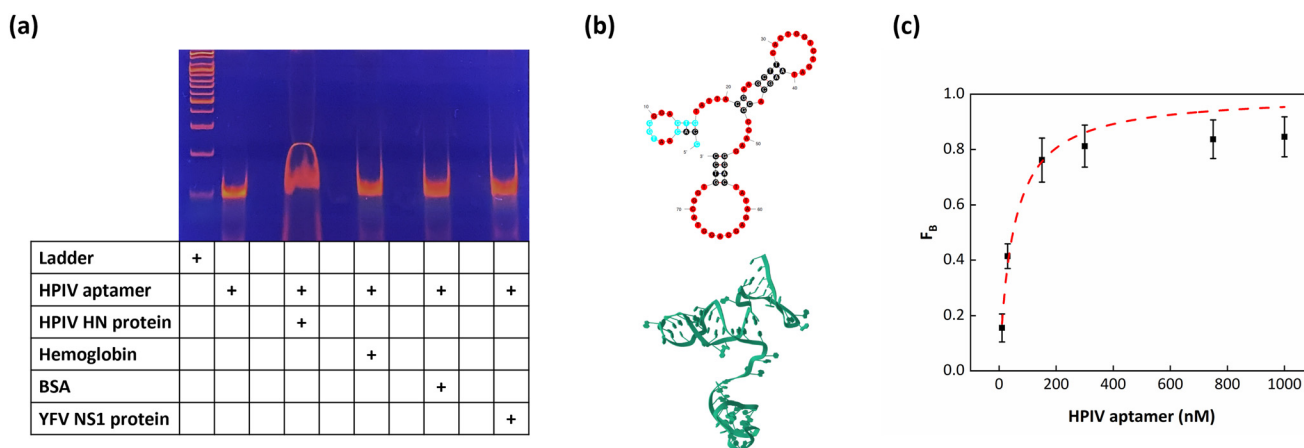 (a)
(b)
(c)
Ladder +
HPIV aptamer + + + + +
HPIV HN protein +
Hemoglobin +
BSA +
YFV NS1 protein +
10
20
30
40
50
60
70
5'
3'
1.0
0.8
0.6
0.4
0.2
0.0
F_B
0 200 400 600 800 1000
HPIV aptamer (nM)